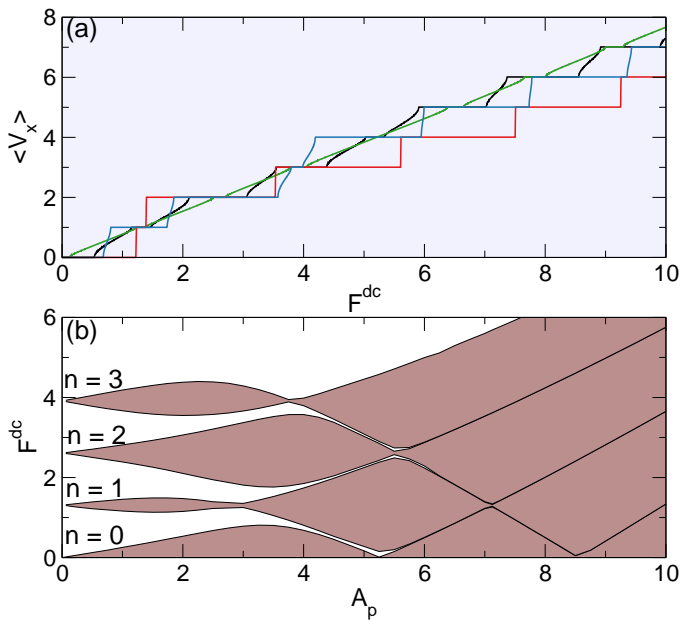 (a)
8
6
4
2
0
<V_x>
0 2 4 6 8 10
F^dc
(b)
6
4
2
0
F^dc
n = 3
n = 2
n = 1
n = 0
0 2 4 6 8 10
A_p